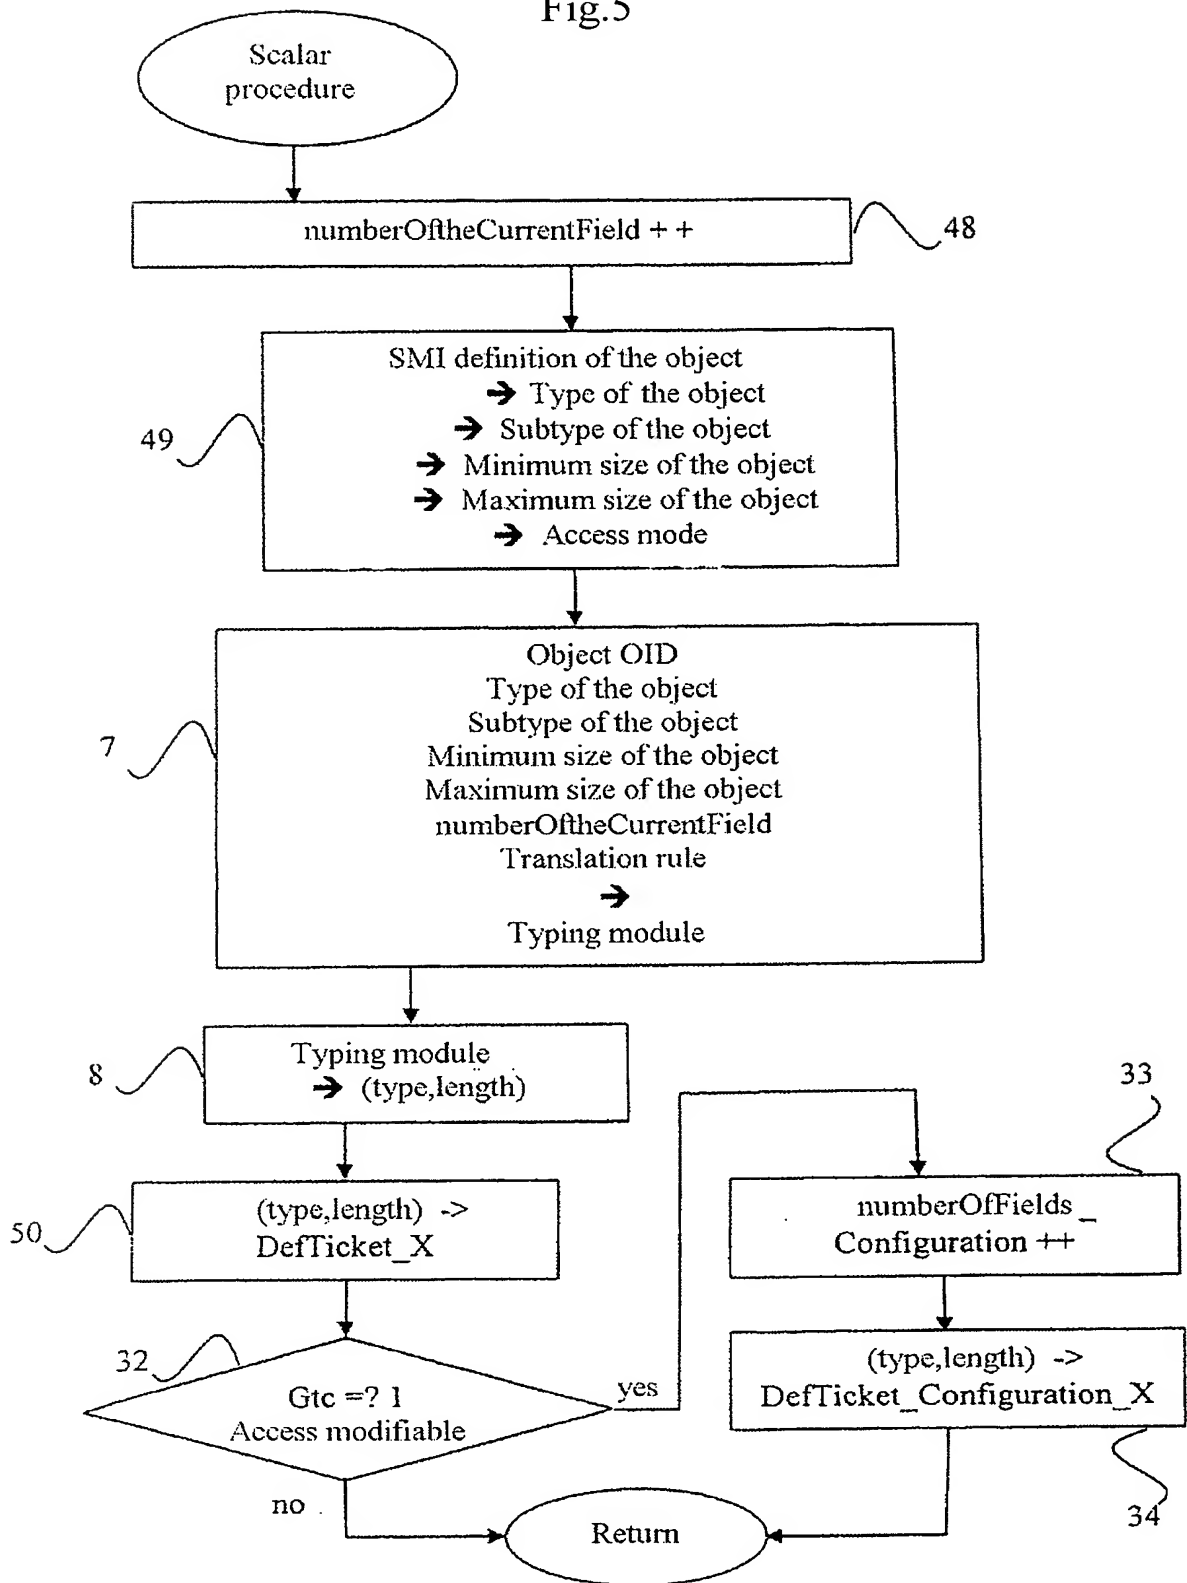 Fig.5
Scalar
procedure
numberOftheCurrentField + +
48
SMI definition of the object
➔ Type of the object
➔ Subtype of the object
➔ Minimum size of the object
➔ Maximum size of the object
➔ Access mode
49
Object OID
Type of the object
Subtype of the object
Minimum size of the object
Maximum size of the object
numberOftheCurrentField
Translation rule
➔
Typing module
7
Typing module
➔ (type,length)
8
(type,length) ->
DefTicket_X
50
32
Gtc =? 1
Access modifiable
yes
no
33
numberOfFields_
Configuration ++
(type,length) ->
DefTicket_Configuration_X
34
Return